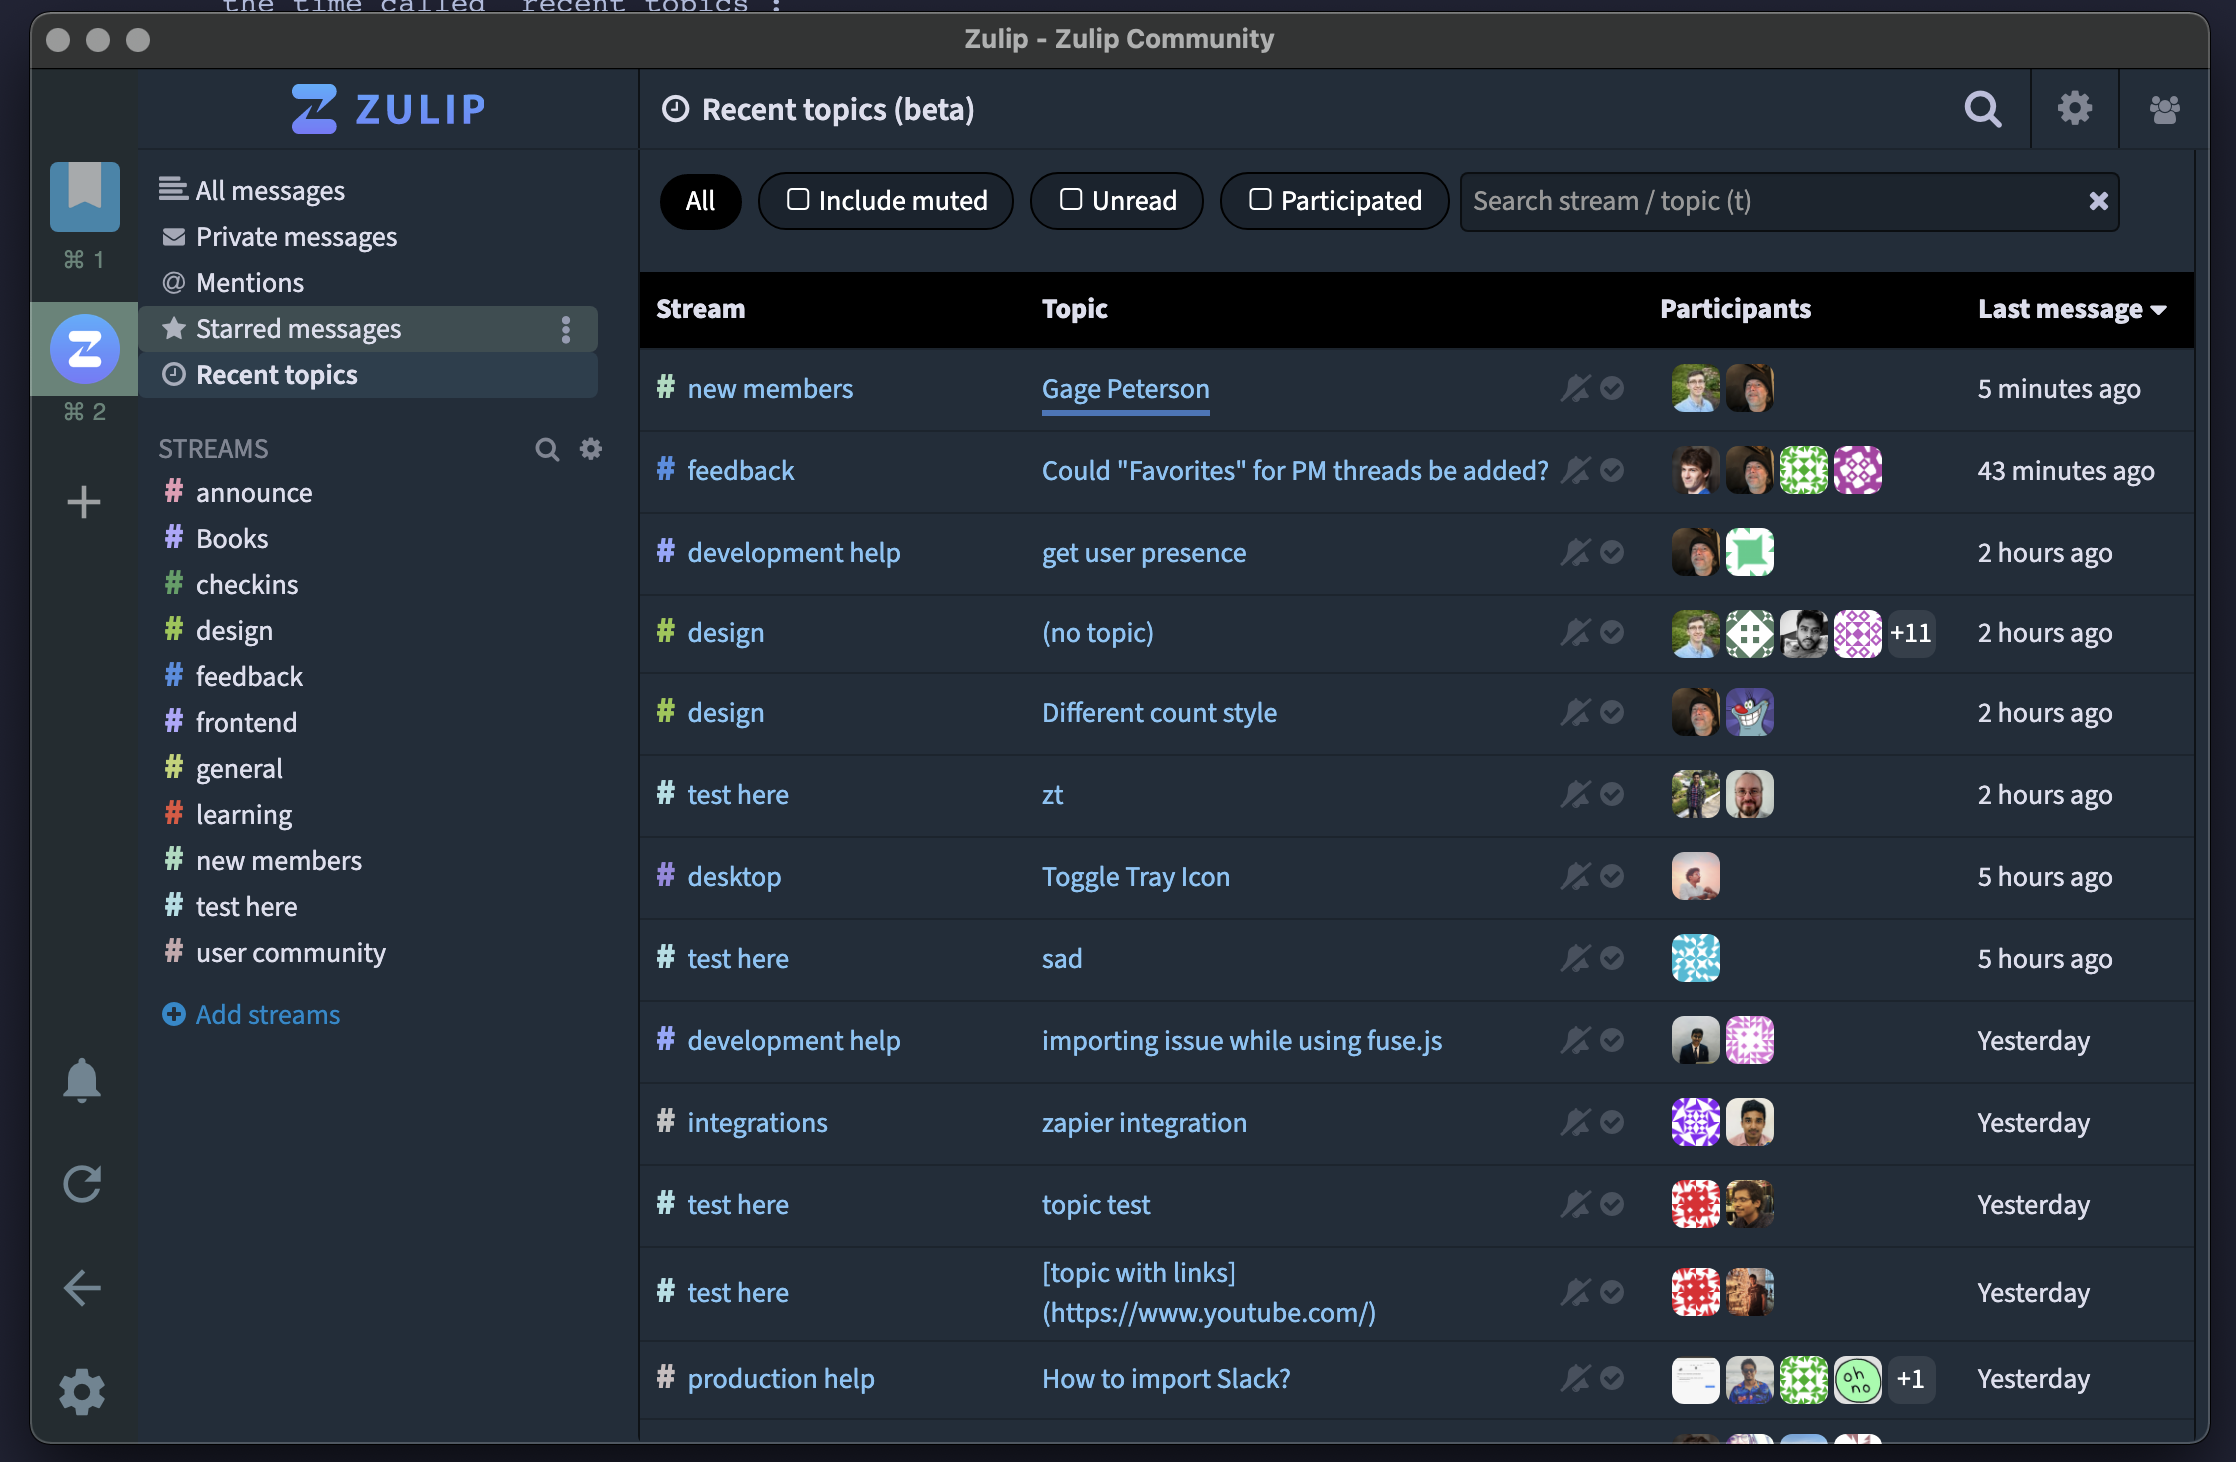 the time called "recent topics":
Zulip - Zulip Community
ZULIP
Recent topics (beta)
⌘ 1
⌘ 2
All messages
Private messages
@ Mentions
Starred messages
Recent topics
STREAMS
# announce
# Books
# checkins
# design
# feedback
# frontend
# general
# learning
# new members
# test here
# user community
Add streams
All
Include muted
Unread
Participated
Search stream / topic (t)
Stream Topic Participants Last message
# new members Gage Peterson 5 minutes ago
# feedback Could "Favorites" for PM threads be added? 43 minutes ago
# development help get user presence 2 hours ago
# design (no topic) +11 2 hours ago
# design Different count style 2 hours ago
# test here zt 2 hours ago
# desktop Toggle Tray Icon 5 hours ago
# test here sad 5 hours ago
# development help importing issue while using fuse.js Yesterday
# integrations zapier integration Yesterday
# test here topic test Yesterday
# test here [topic with links] Yesterday
(https://www.youtube.com/)
# production help How to import Slack? oh no +1 Yesterday